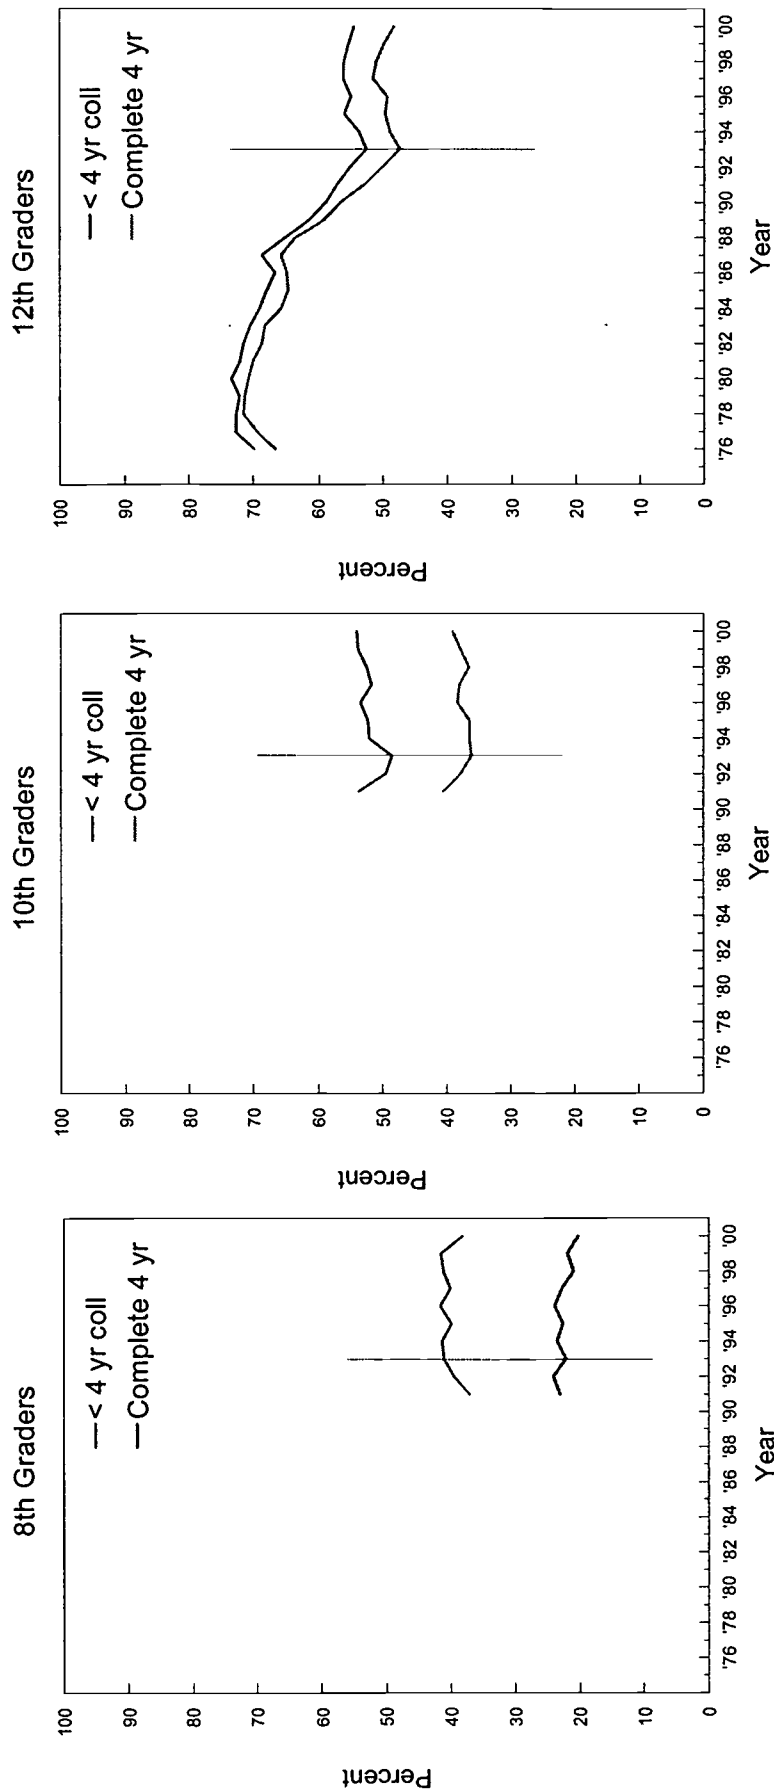 8th Graders
— < 4 yr coll
— Complete 4 yr
Percent
100
90
80
70
60
50
40
30
20
10
0
'76 '78 '80 '82 '84 '86 '88 '90 '92 '94 '96 '98 '00
Year
10th Graders
— < 4 yr coll
— Complete 4 yr
Percent
100
90
80
70
60
50
40
30
20
10
0
'76 '78 '80 '82 '84 '86 '88 '90 '92 '94 '96 '98 '00
Year
12th Graders
— < 4 yr coll
— Complete 4 yr
Percent
100
90
80
70
60
50
40
30
20
10
0
'76 '78 '80 '82 '84 '86 '88 '90 '92 '94 '96 '98 '00
Year